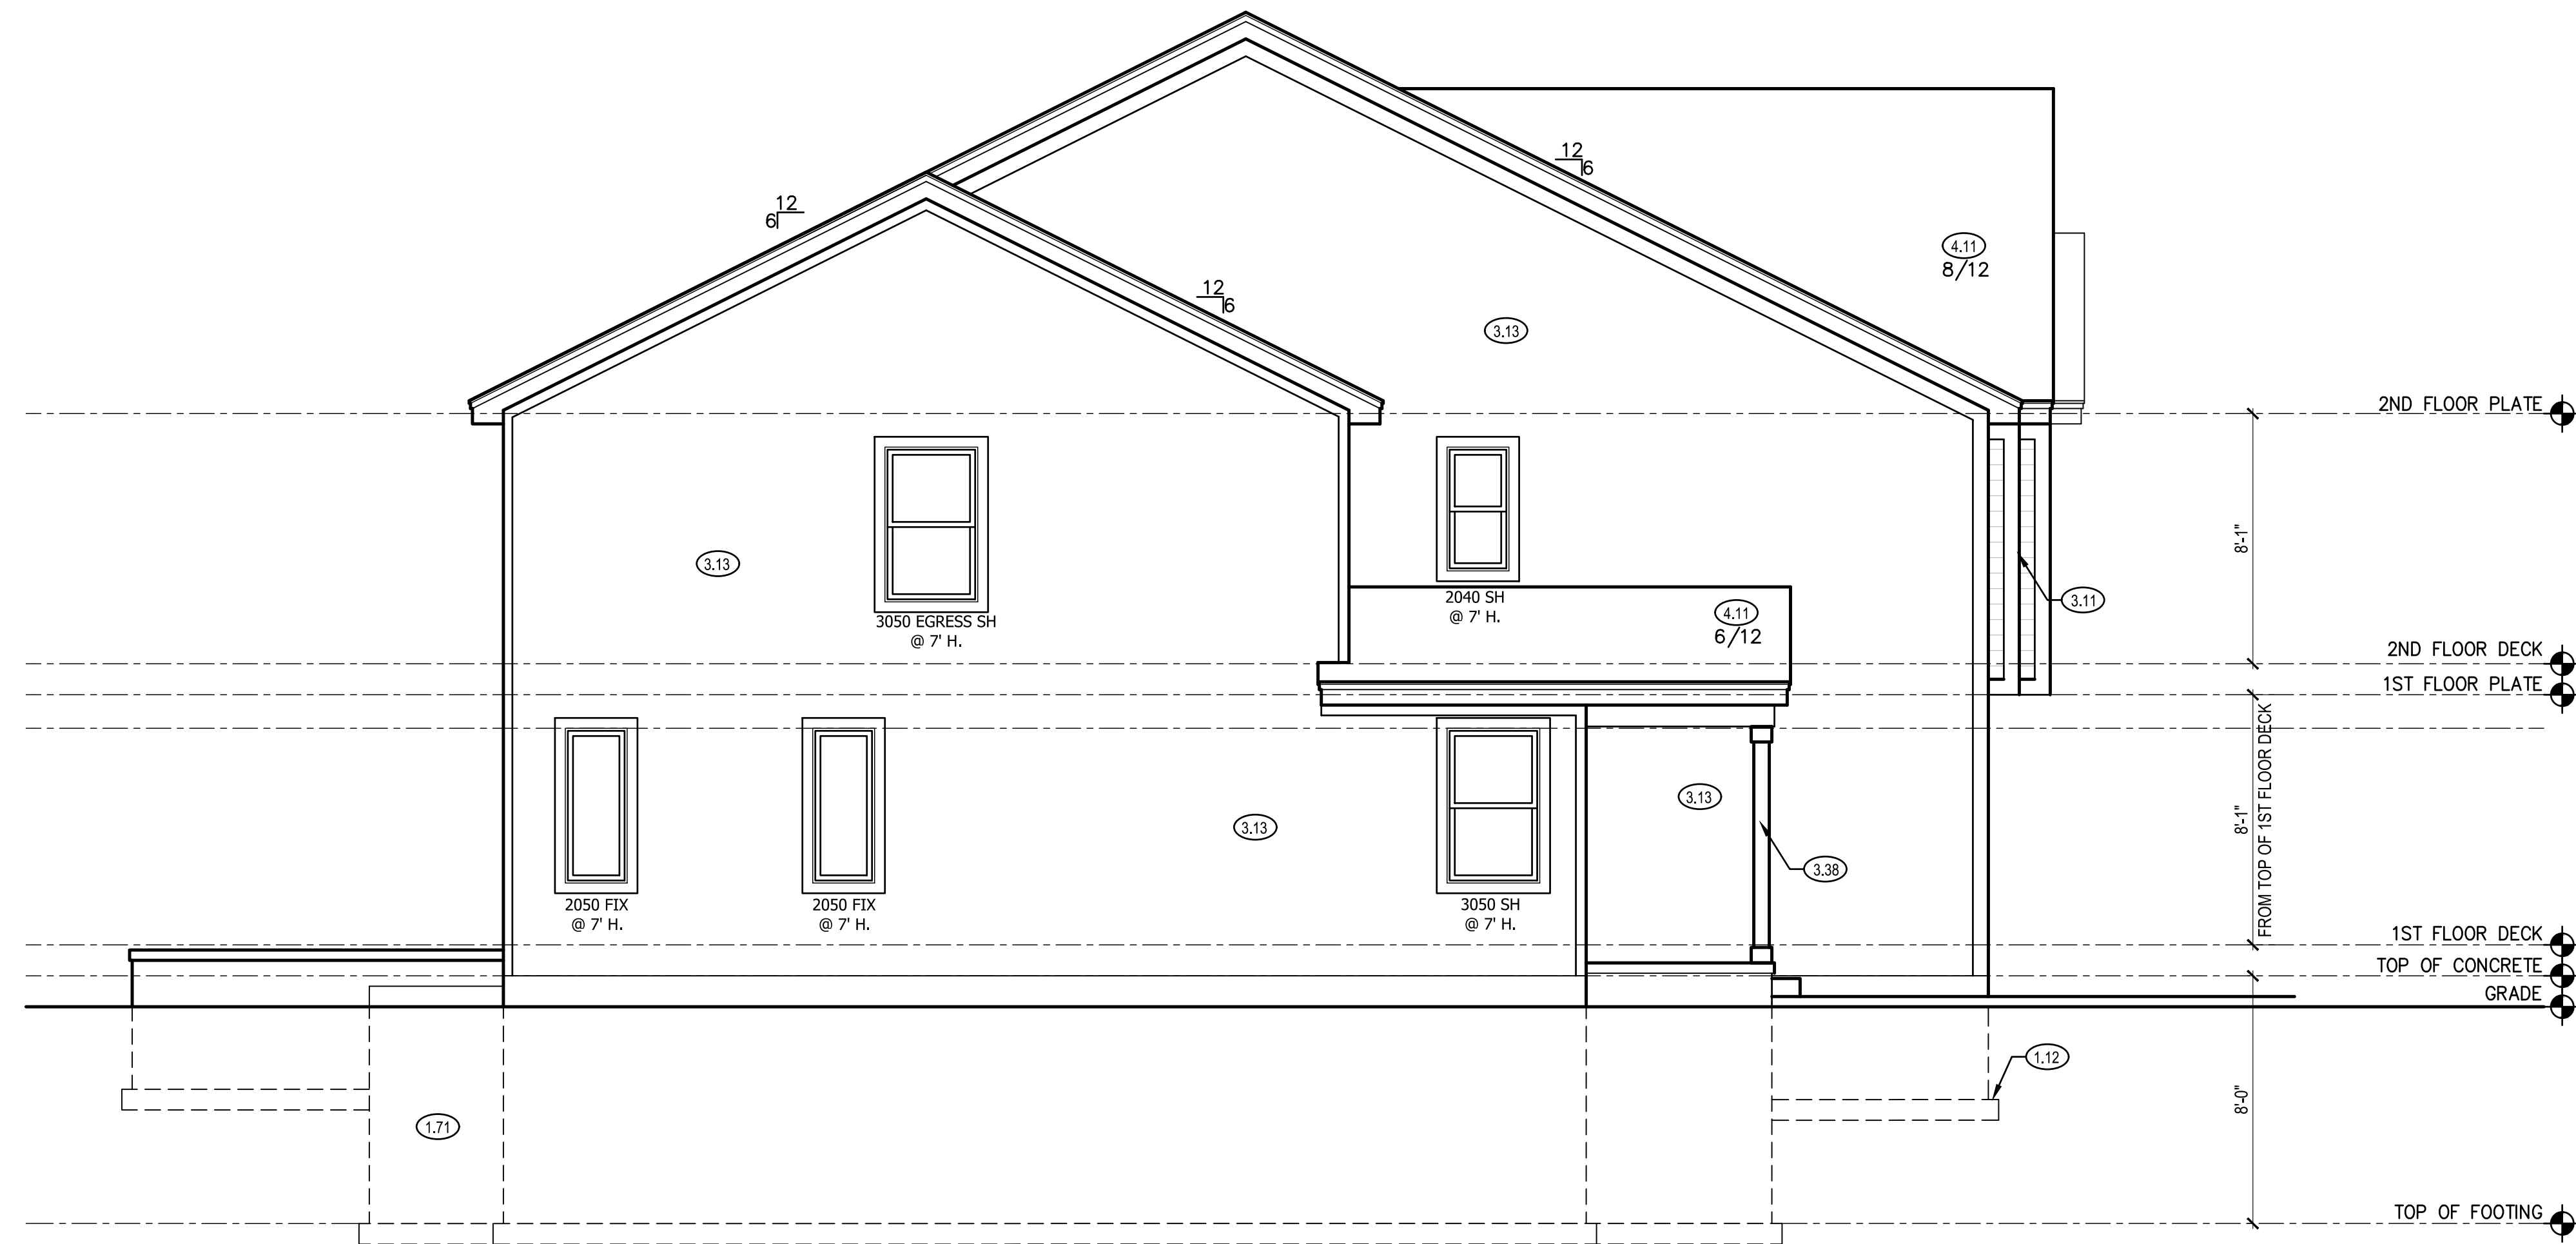 12
6
12
6
12
6
4.11
8/12
3.13
2ND FLOOR PLATE
8'-1"
3.13
3050 EGRESS SH
@ 7' H.
2040 SH
@ 7' H.
4.11
6/12
3.11
2ND FLOOR DECK
1ST FLOOR PLATE
8'-1"
FROM TOP OF 1ST FLOOR DECK
3.13
3.13
3.38
2050 FIX
@ 7' H.
2050 FIX
@ 7' H.
3050 SH
@ 7' H.
1ST FLOOR DECK
TOP OF CONCRETE
GRADE
1.12
8'-0"
1.71
TOP OF FOOTING